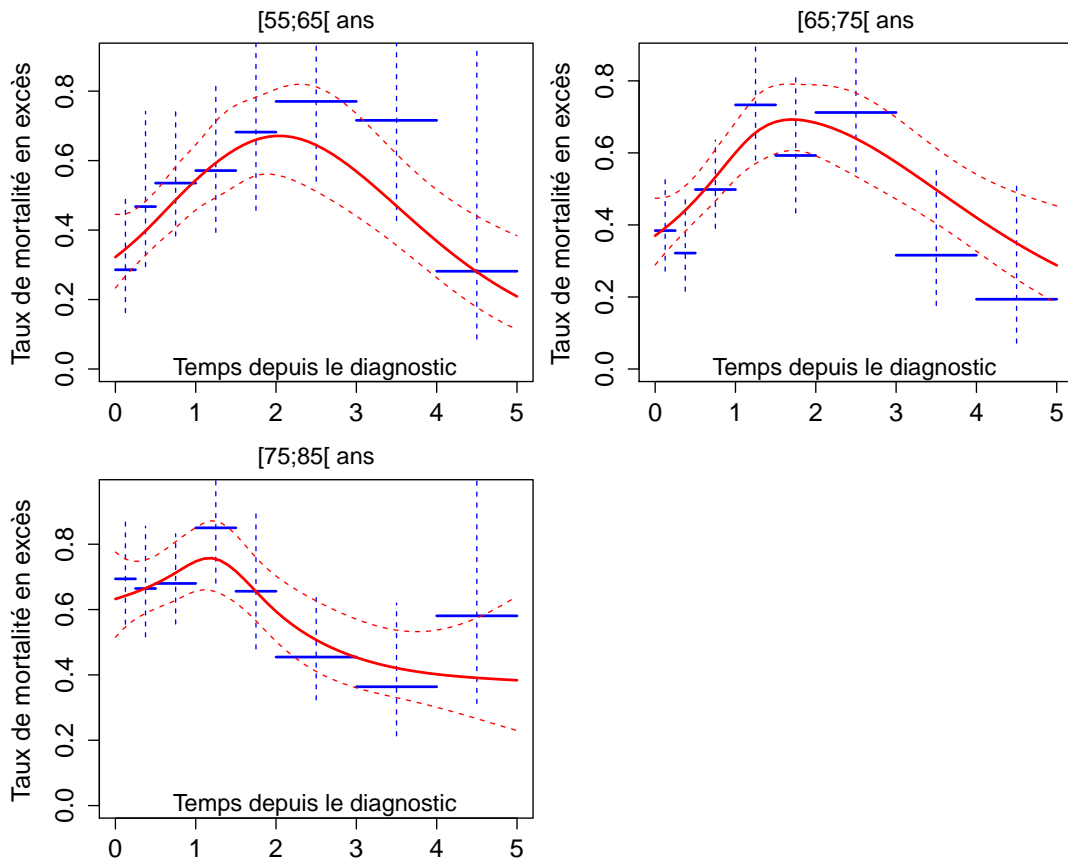 [55;65[ ans
Taux de mortalité en excès
0.0 0.2 0.4 0.6 0.8
Temps depuis le diagnostic
0 1 2 3 4 5
[65;75[ ans
Taux de mortalité en excès
0.0 0.2 0.4 0.6 0.8
Temps depuis le diagnostic
0 1 2 3 4 5
[75;85[ ans
Taux de mortalité en excès
0.0 0.2 0.4 0.6 0.8
Temps depuis le diagnostic
0 1 2 3 4 5